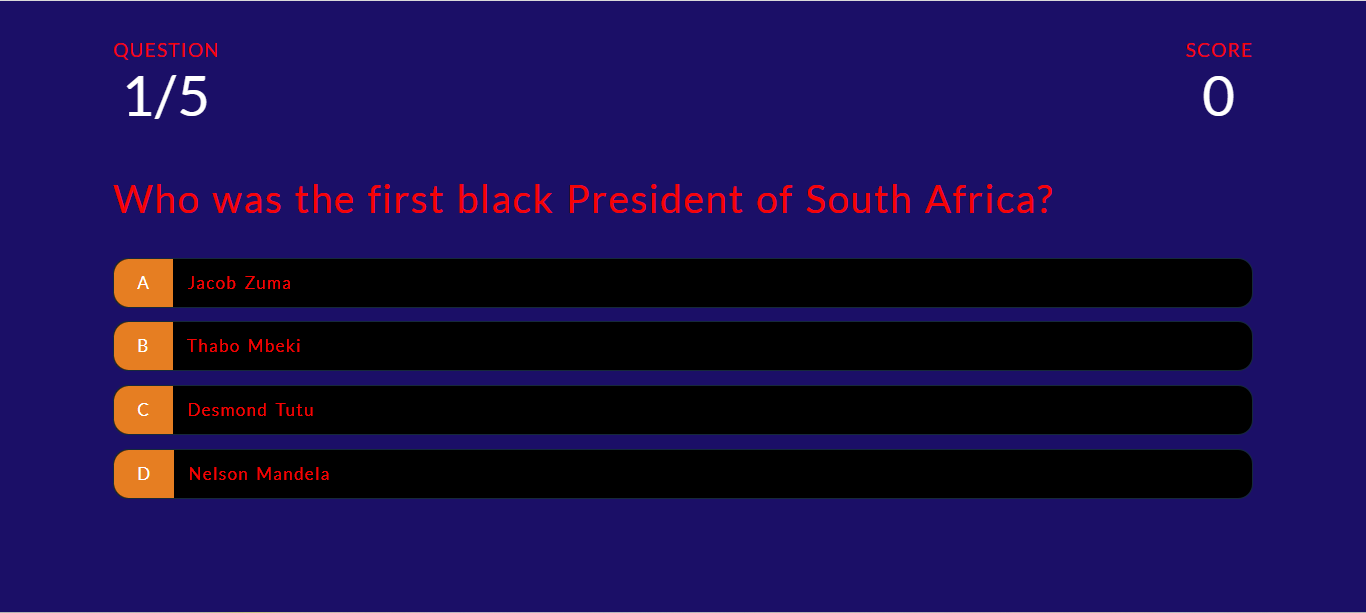 QUESTION
1/5
SCORE
0
Who was the first black President of South Africa?
A Jacob Zuma
B Thabo Mbeki
C Desmond Tutu
D Nelson Mandela